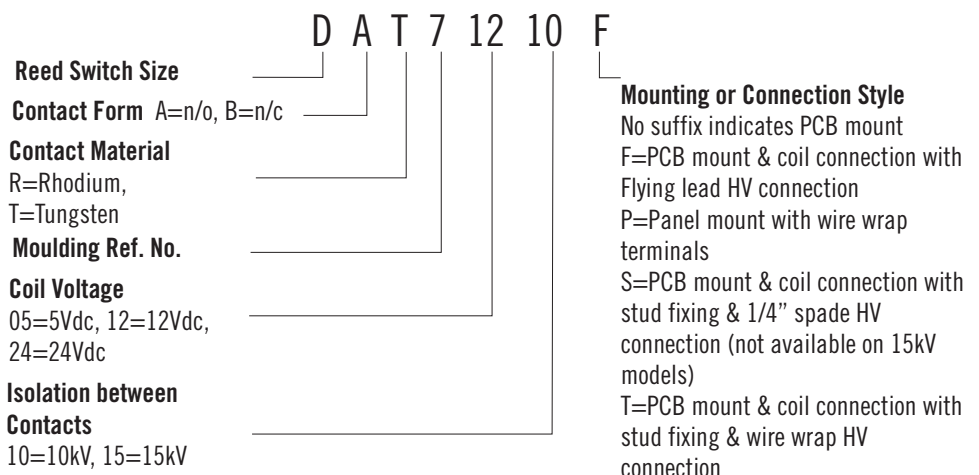 D A T 7 12 10 F
Reed Switch Size
Contact Form A=n/o, B=n/c
Contact Material
R=Rhodium,
T=Tungsten
Moulding Ref. No.
Coil Voltage
05=5Vdc, 12=12Vdc,
24=24Vdc
Isolation between
Contacts
10=10kV, 15=15kV
Mounting or Connection Style
No suffix indicates PCB mount
F=PCB mount & coil connection with
Flying lead HV connection
P=Panel mount with wire wrap
terminals
S=PCB mount & coil connection with
stud fixing & 1/4” spade HV
connection (not available on 15kV
models)
T=PCB mount & coil connection with
stud fixing & wire wrap HV
connection